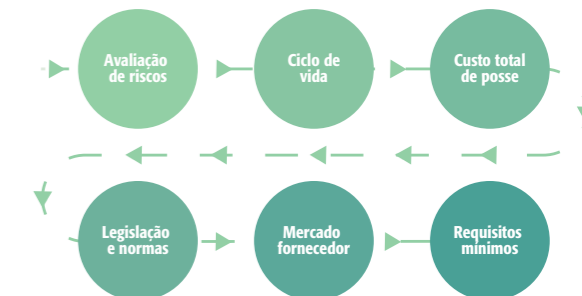 Avaliação
de riscos
Ciclo de
vida
Custo total
de posse
Legislação
e normas
Mercado
fornecedor
Requisitos
mínimos